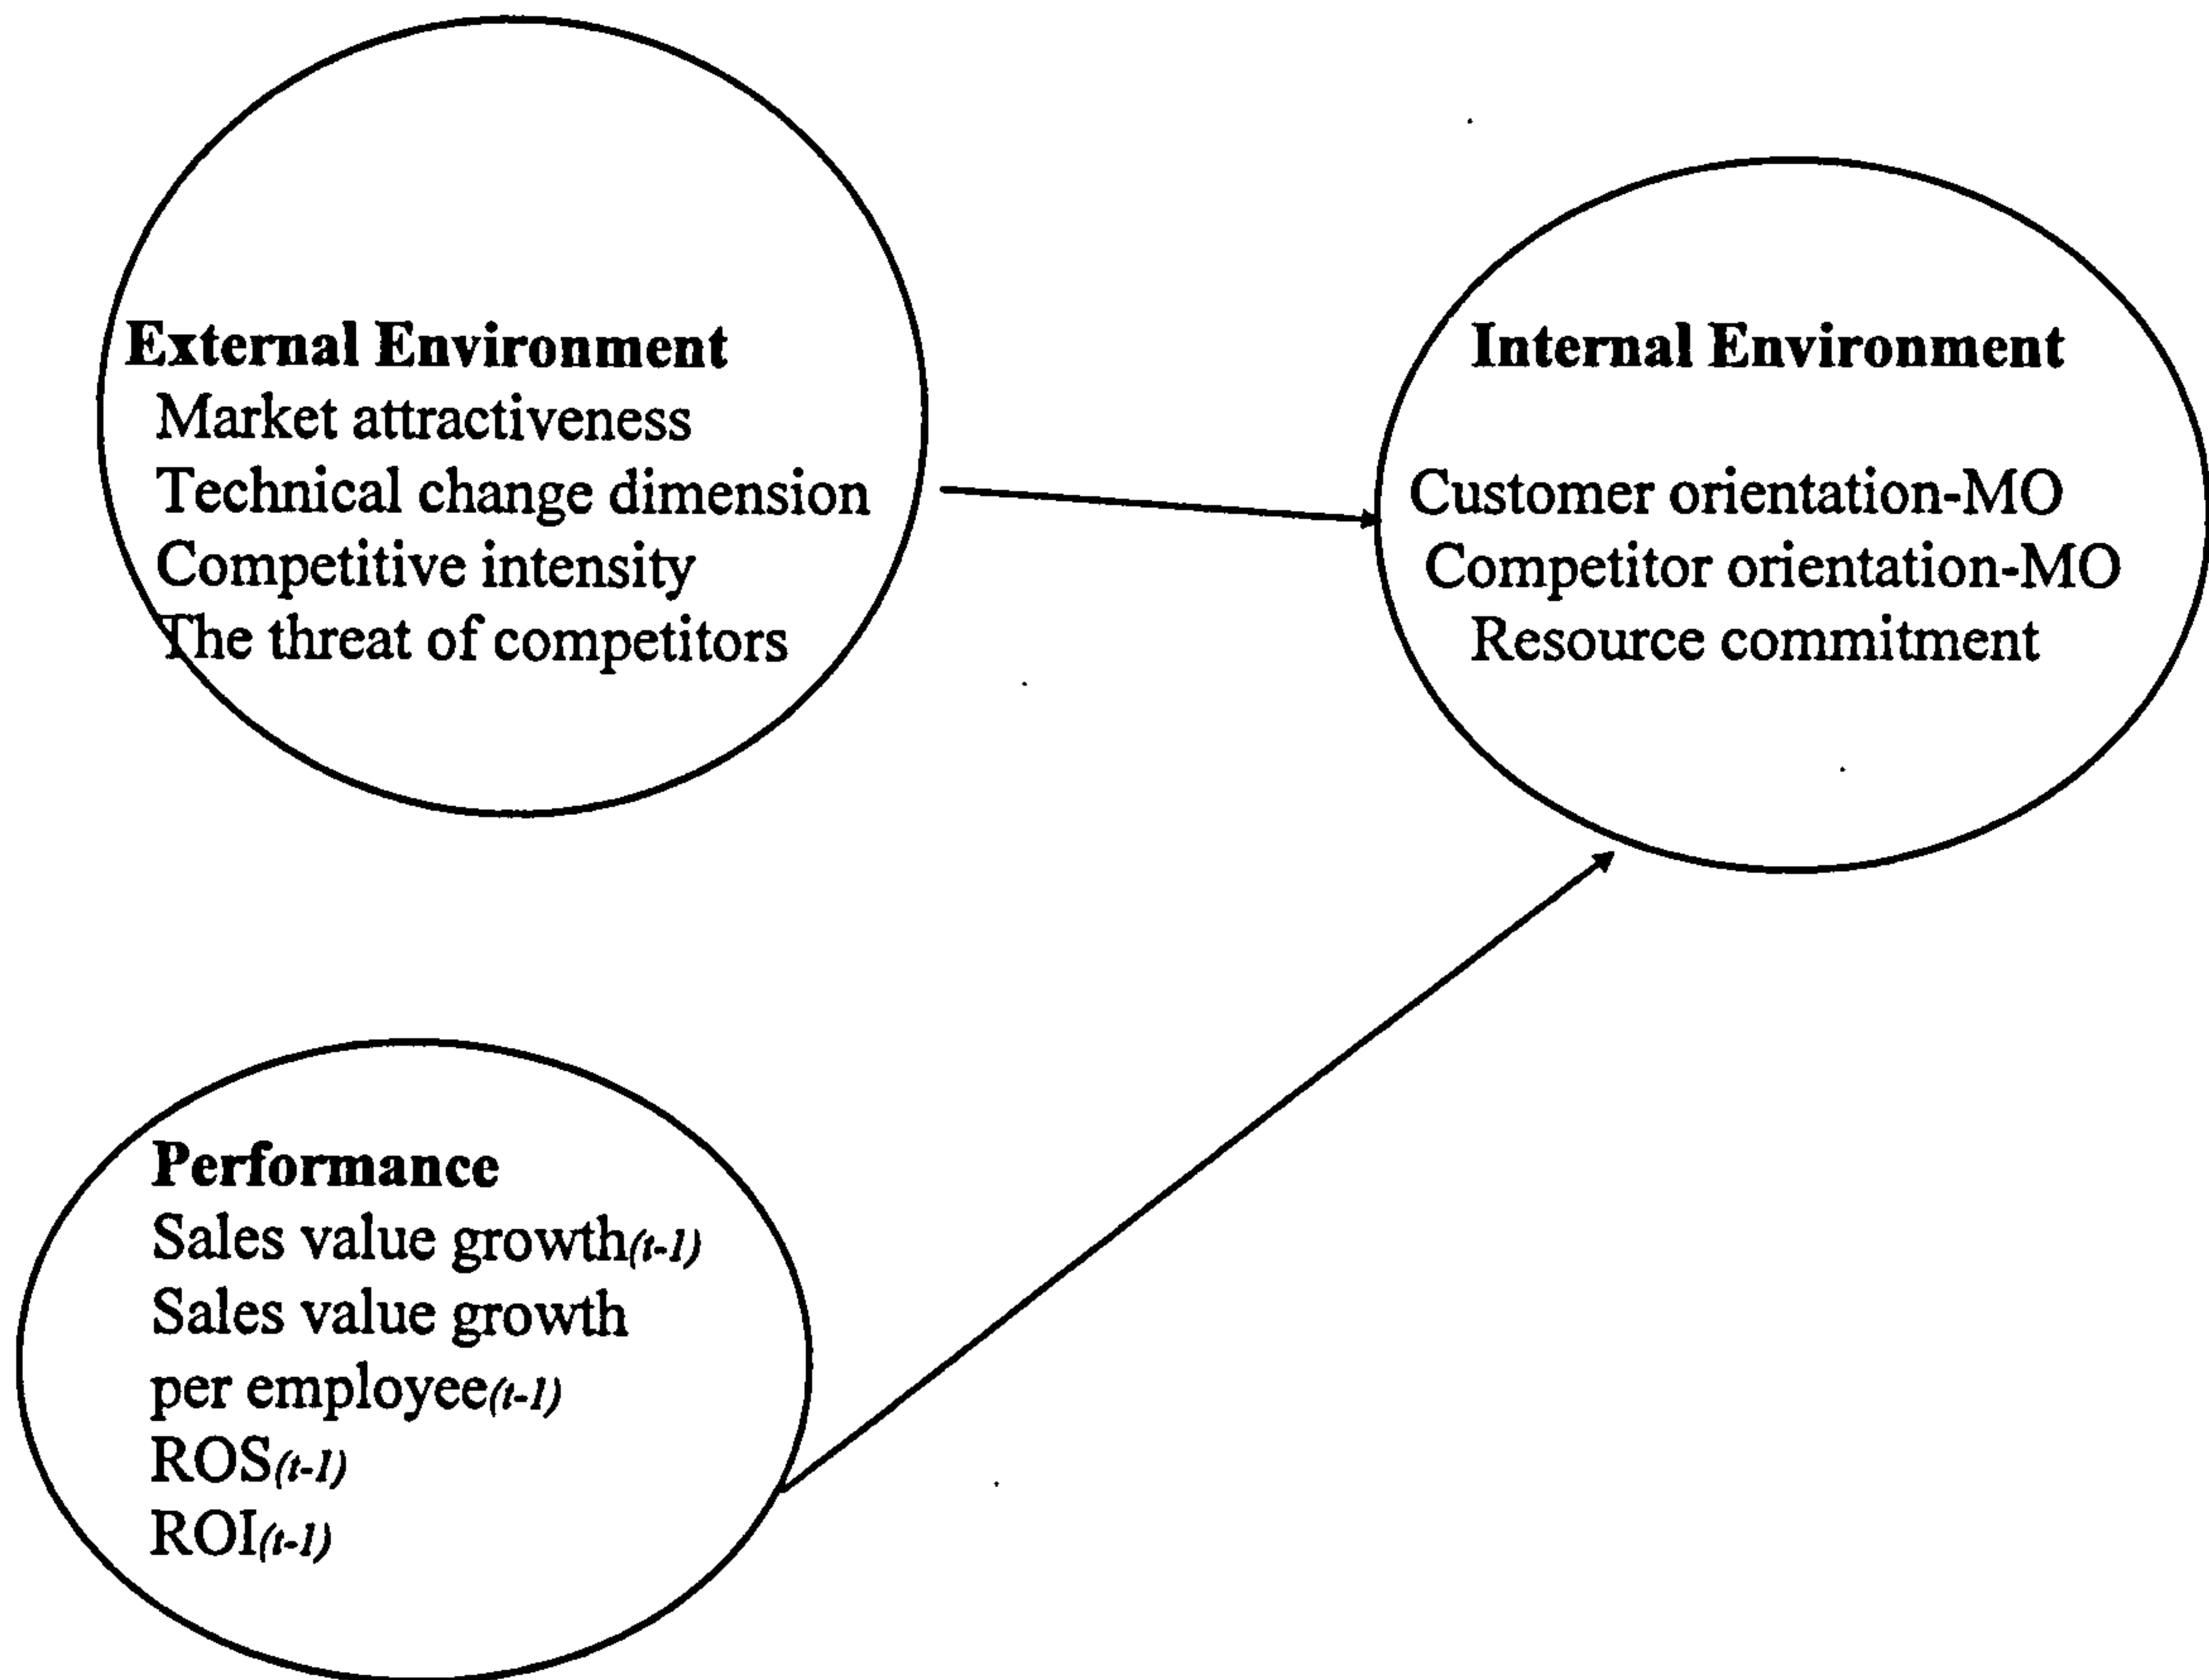 External Environment
Market attractiveness
Technical change dimension
Competitive intensity
The threat of competitors
Internal Environment
Customer orientation-MO
Competitor orientation-MO
Resource commitment
Performance
Sales value growth(t-1)
Sales value growth
per employee(t-1)
ROS(t-1)
ROI(t-1)